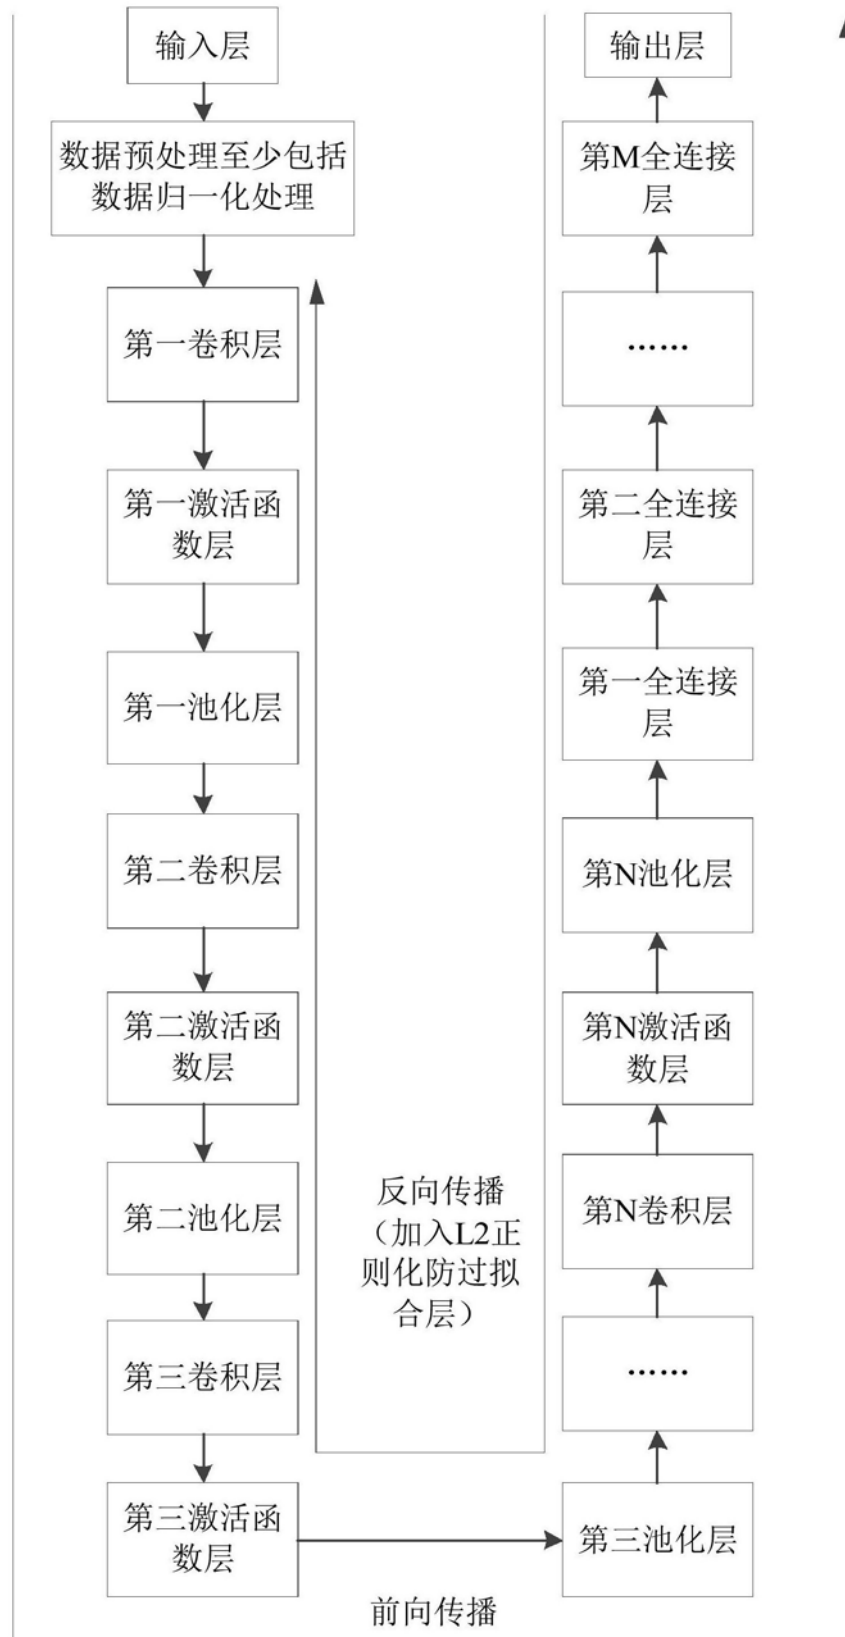 输入层
数据预处理至少包括
数据归一化处理
第一卷积层
第一激活函
数层
第一池化层
第二卷积层
第二激活函
数层
第二池化层
第三卷积层
第三激活函
数层
前向传播
反向传播
（加入L2正
则化防过拟
合层）
第三池化层
……
第N卷积层
第N激活函
数层
第N池化层
第一全连接
层
第二全连接
层
……
第M全连接
层
输出层